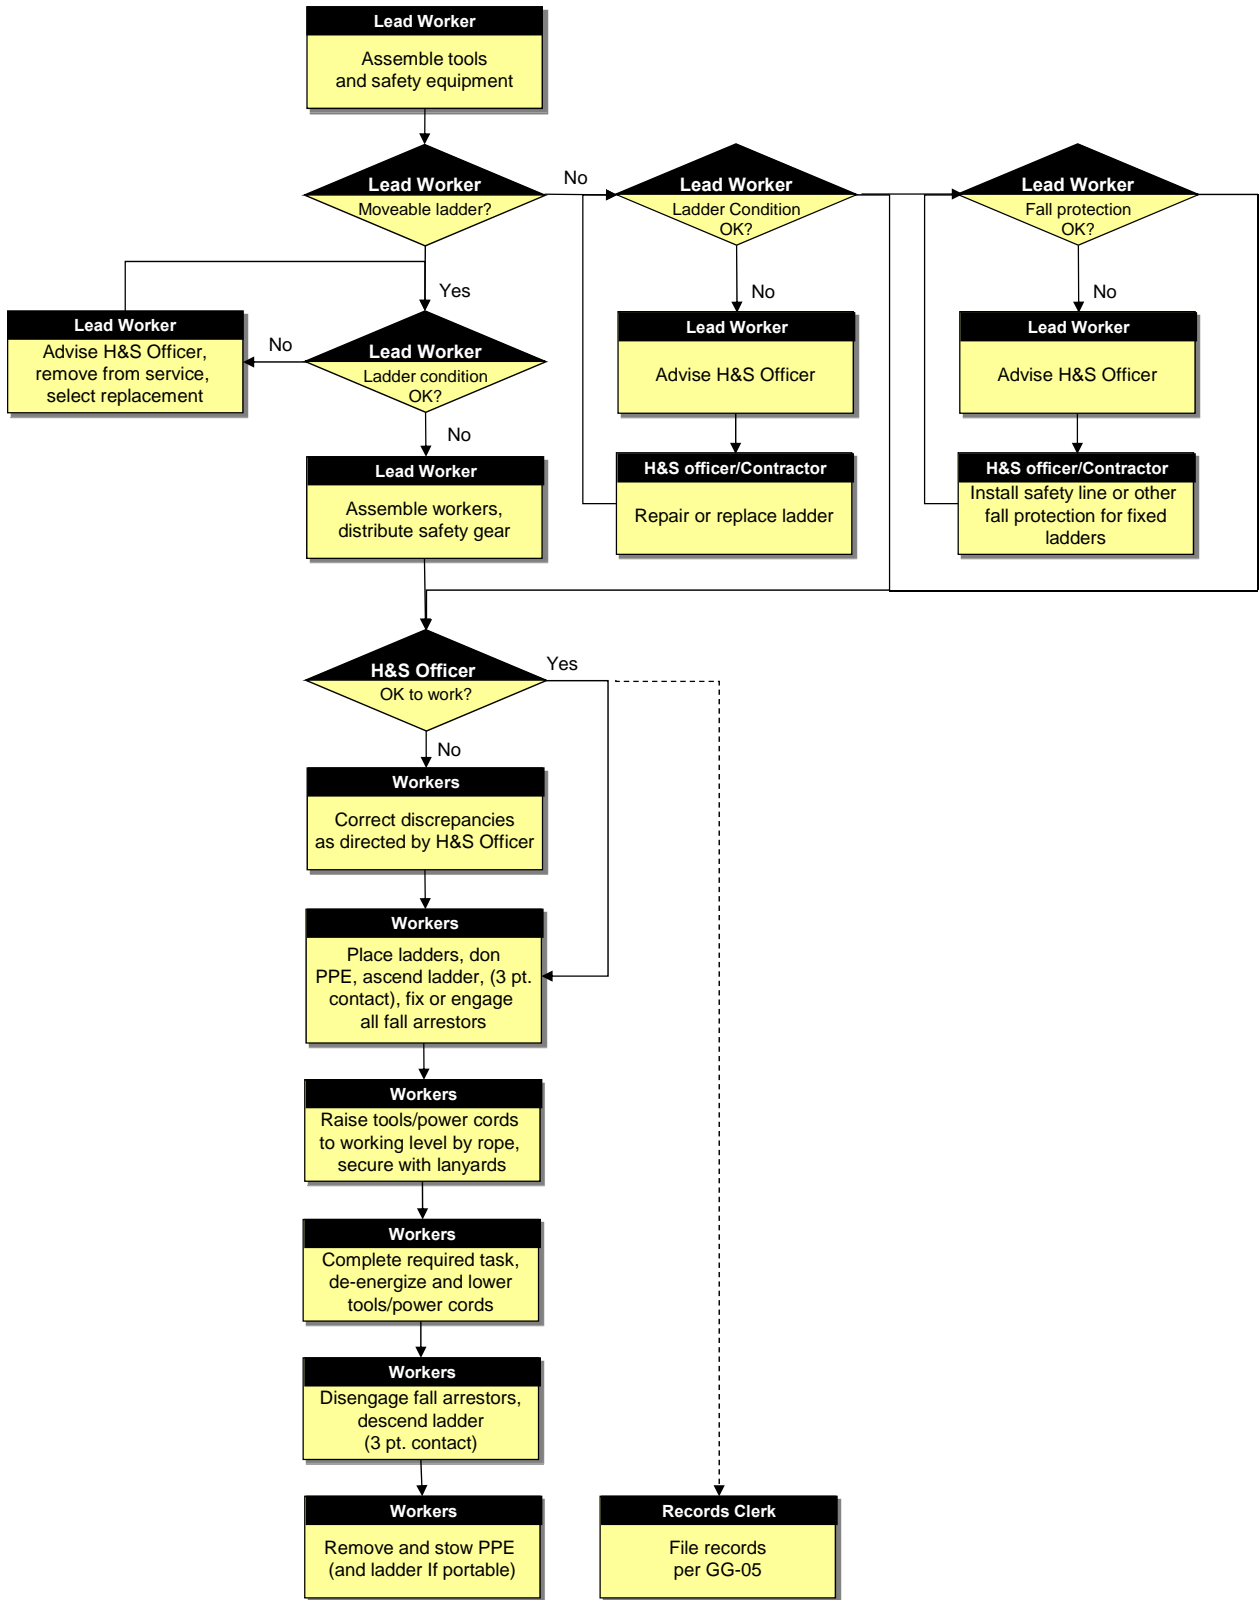 Lead Worker
Assemble tools
and safety equipment
Lead Worker
Moveable ladder?
No
Lead Worker
Ladder Condition
OK?
Lead Worker
Fall protection
OK?
Yes
No
No
Lead Worker
Advise H&S Officer,
remove from service,
select replacement
No
Lead Worker
Ladder condition
OK?
Lead Worker
Advise H&S Officer
Lead Worker
Advise H&S Officer
No
Lead Worker
Assemble workers,
distribute safety gear
H&S officer/Contractor
Repair or replace ladder
H&S officer/Contractor
Install safety line or other
fall protection for fixed
ladders
H&S Officer
OK to work?
Yes
No
Workers
Correct discrepancies
as directed by H&S Officer
Workers
Place ladders, don
PPE, ascend ladder, (3 pt.
contact), fix or engage
all fall arrestors
Workers
Raise tools/power cords
to working level by rope,
secure with lanyards
Workers
Complete required task,
de-energize and lower
tools/power cords
Workers
Disengage fall arrestors,
descend ladder
(3 pt. contact)
Workers
Remove and stow PPE
(and ladder If portable)
Records Clerk
File records
per GG-05